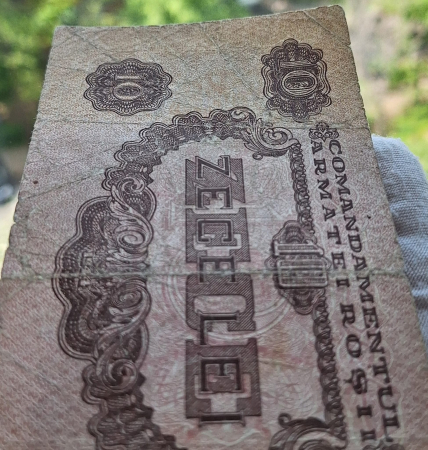 COMANDAMENTUL
ARMATEI ROȘII
10
10
ZECE LEI